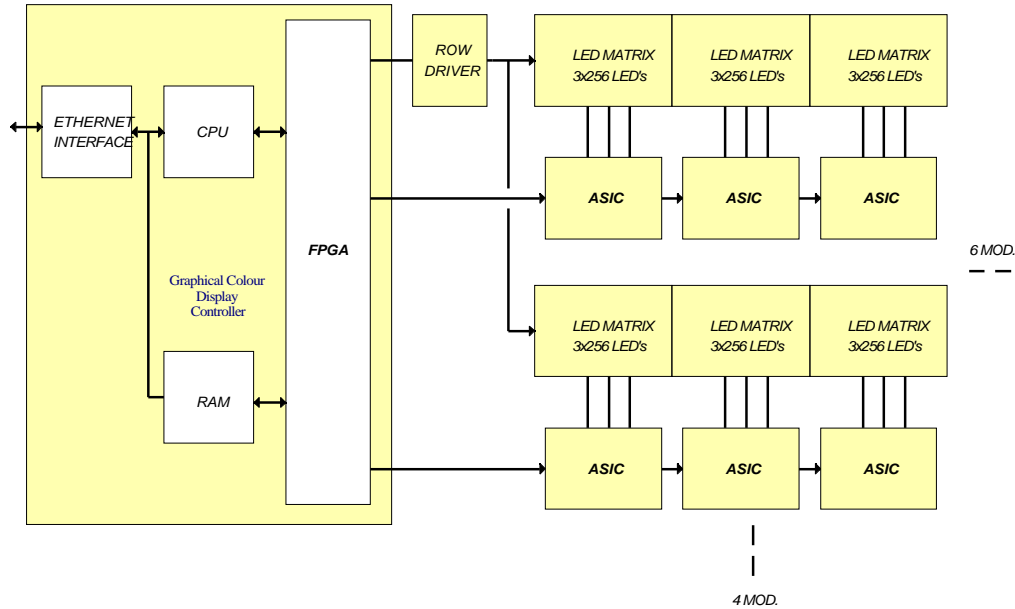 ROW
DRIVER
LED MATRIX
3x256 LED's
LED MATRIX
3x256 LED's
LED MATRIX
3x256 LED's
ETHERNET
INTERFACE
CPU
ASIC
ASIC
ASIC
FPGA
6 MOD.
Graphical Colour
Display
Controller
LED MATRIX
3x256 LED's
LED MATRIX
3x256 LED's
LED MATRIX
3x256 LED's
RAM
ASIC
ASIC
ASIC
4 MOD.